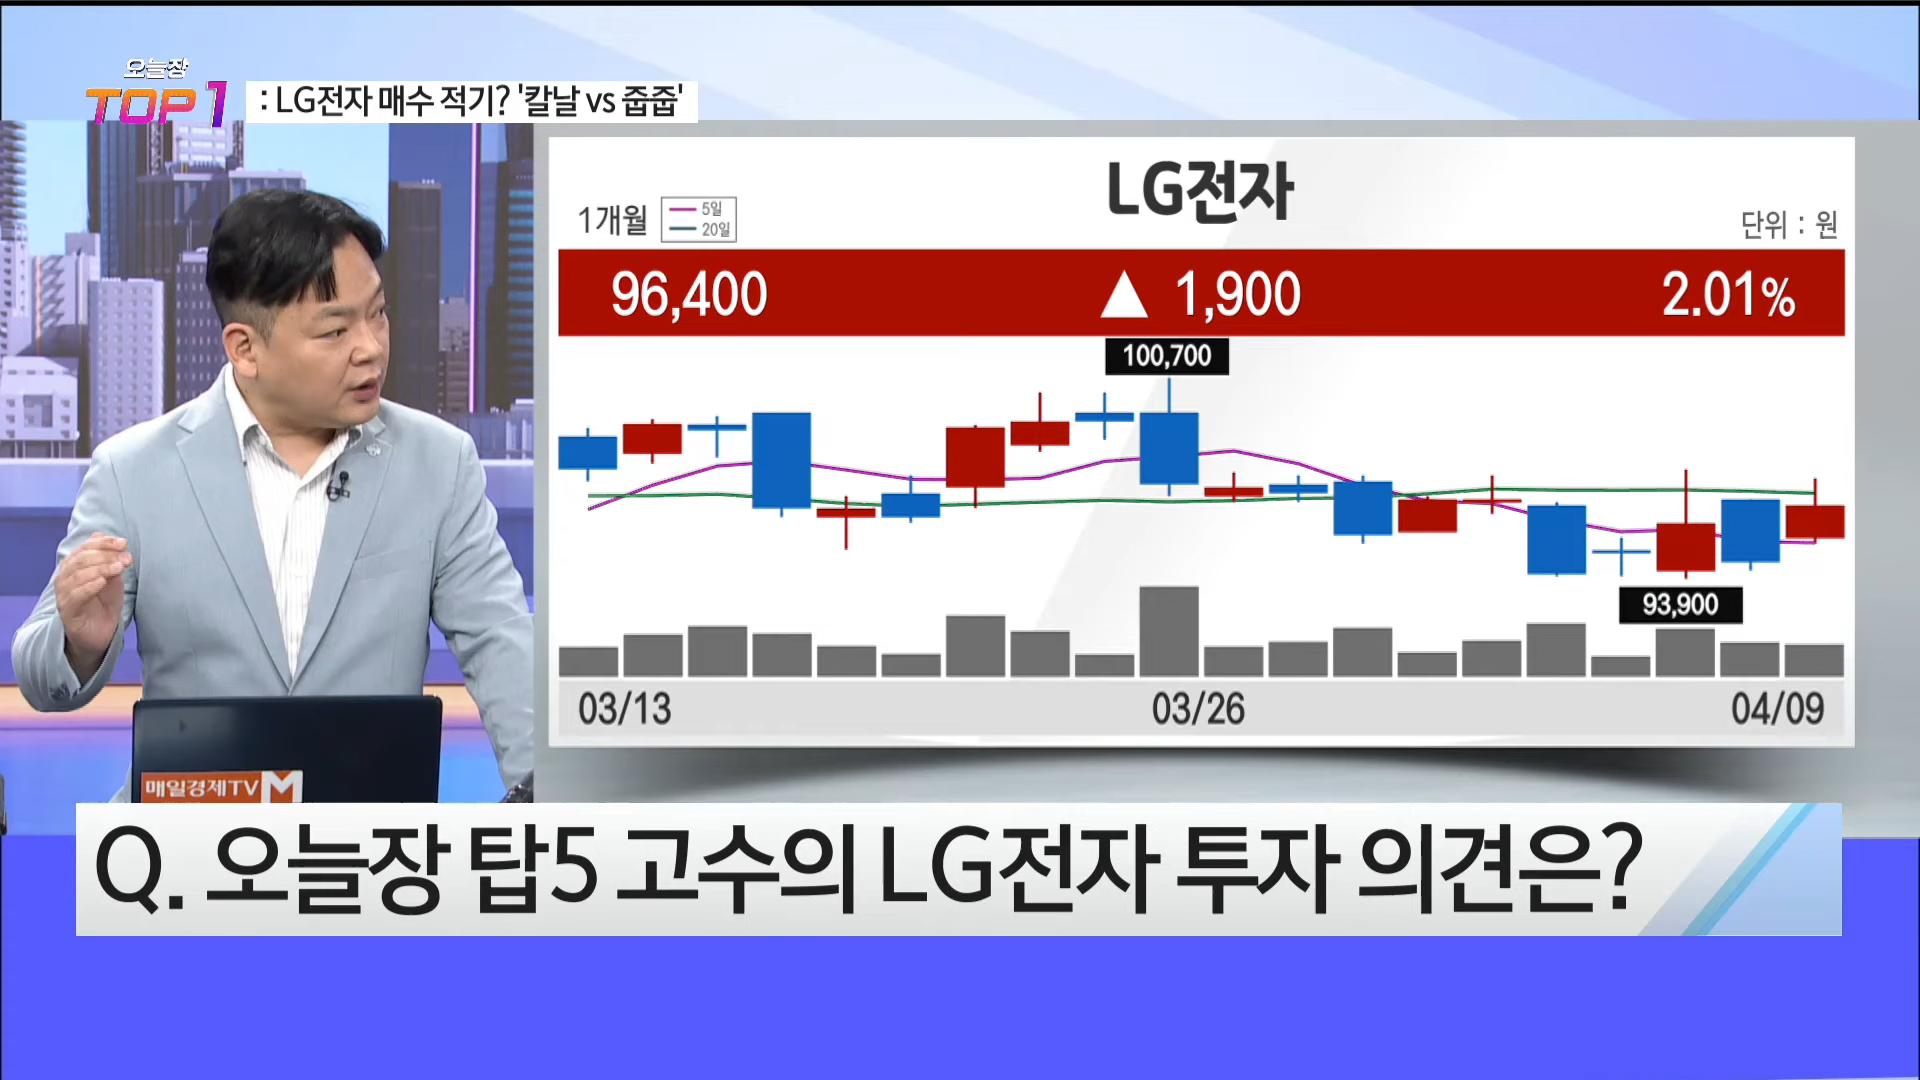 오늘장
TOP 1
: LG전자 매수 적기? '칼날 vs 줍줍'
LG전자
1개월
5일
20일
단위 : 원
96,400 ▲ 1,900 2.01%
100,700
93,900
03/13 03/26 04/09
매일경제TV M
Q. 오늘장 탑5 고수의 LG전자 투자 의견은?